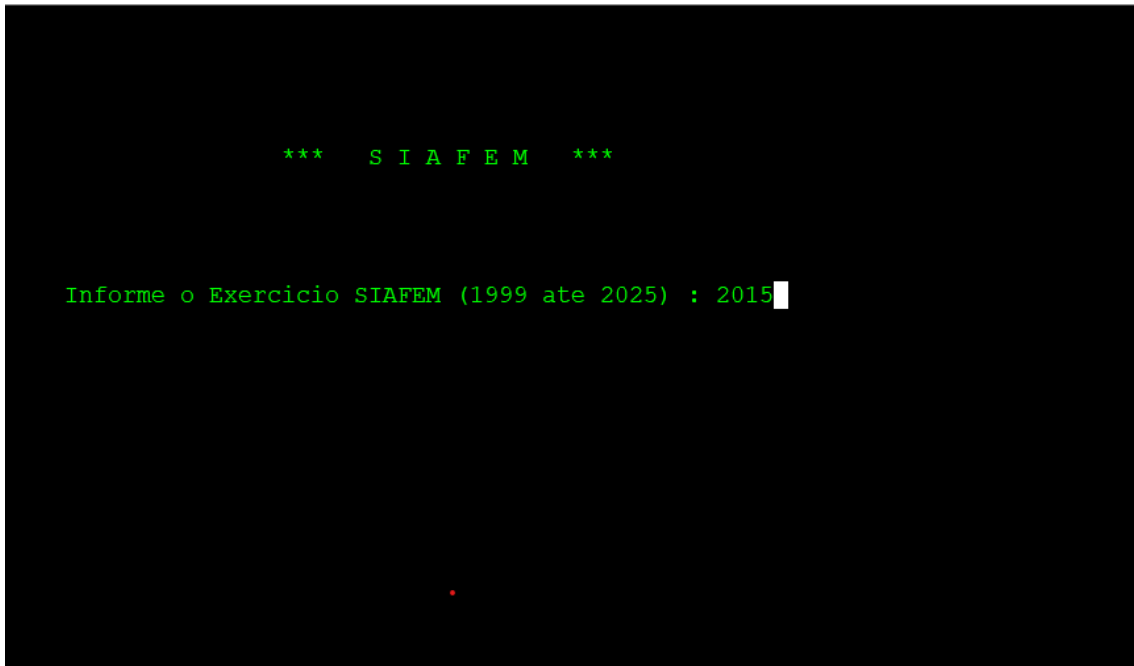 *** S I A F E M ***
Informe o Exercicio SIAFEM (1999 ate 2025) : 2015